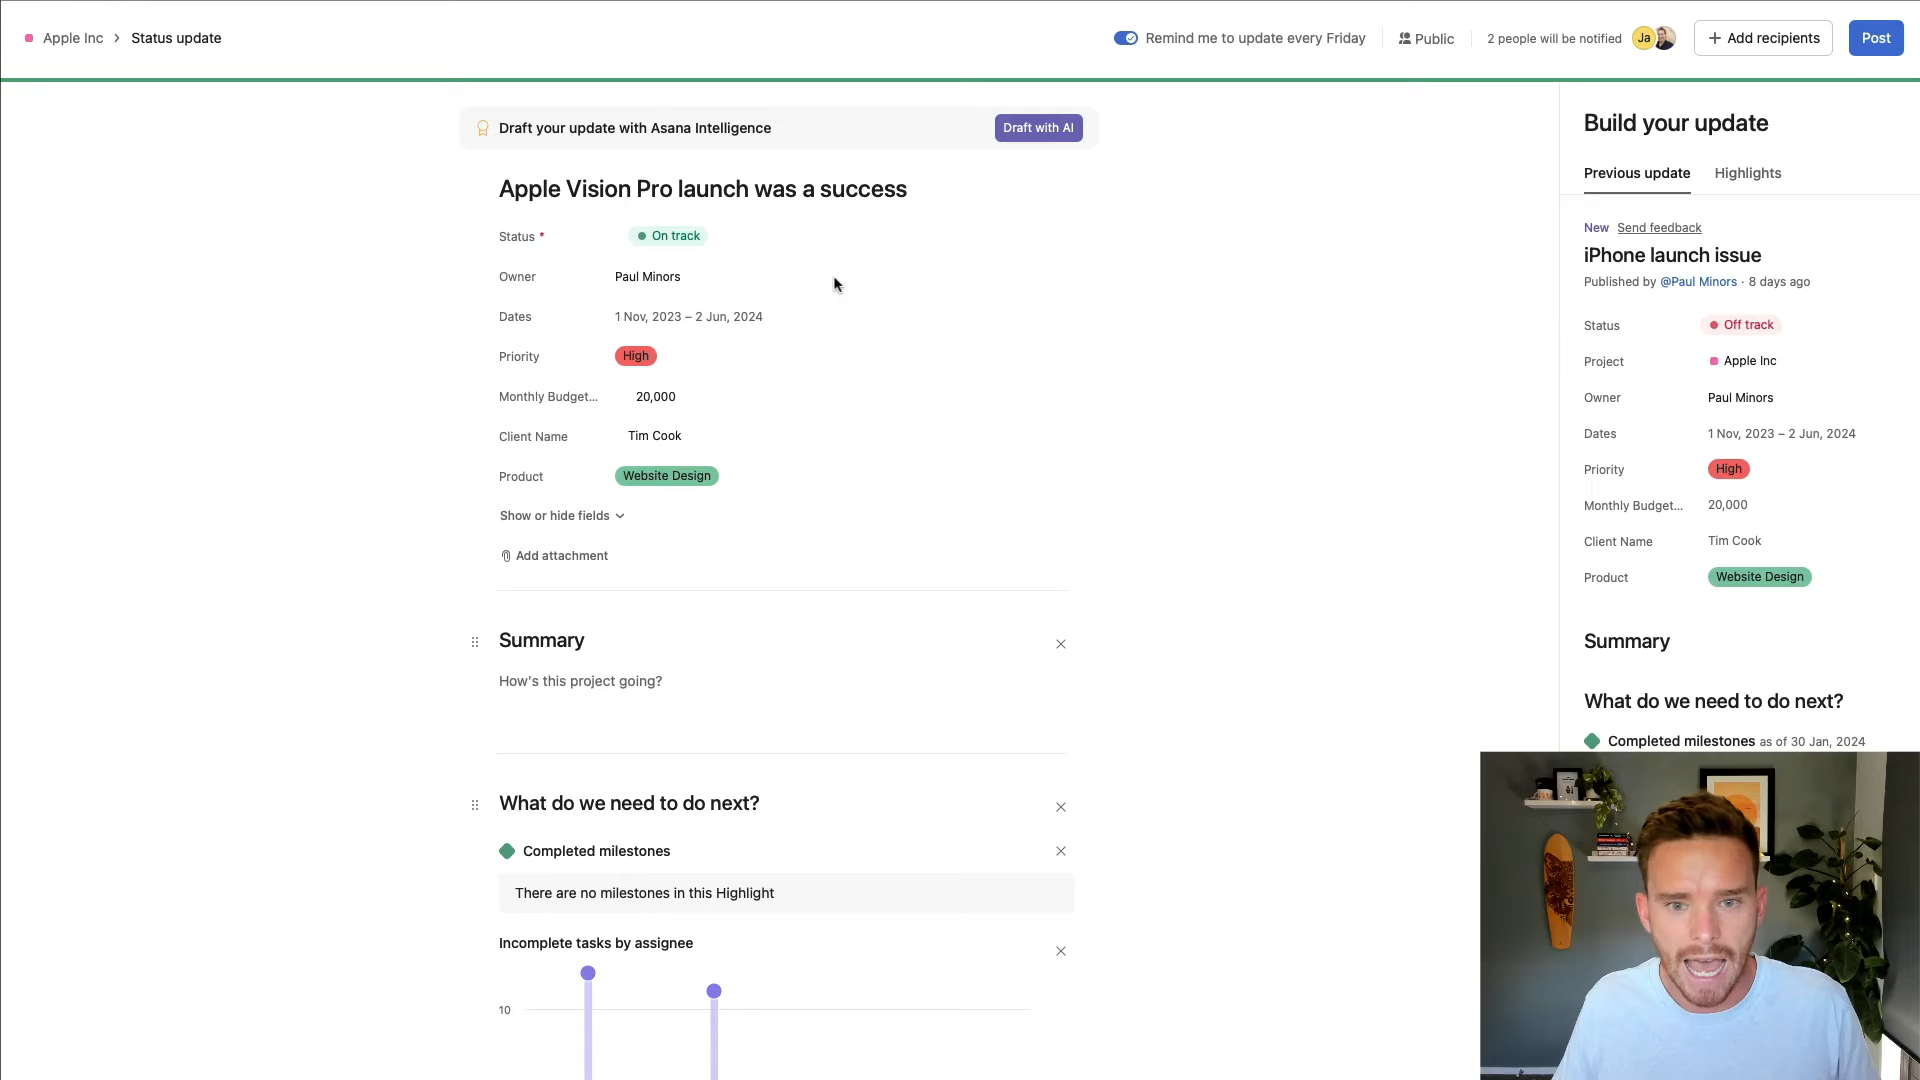 Apple Inc > Status update
Remind me to update every Friday
Public
2 people will be notified
Ja
+ Add recipients
Post
Draft your update with Asana Intelligence
Draft with AI
Apple Vision Pro launch was a success
Status *
On track
Owner
Paul Minors
Dates
1 Nov, 2023 – 2 Jun, 2024
Priority
High
Monthly Budget...
20,000
Client Name
Tim Cook
Product
Website Design
Show or hide fields
Add attachment
Summary
How's this project going?
What do we need to do next?
Completed milestones
There are no milestones in this Highlight
Incomplete tasks by assignee
10
Build your update
Previous update
Highlights
New Send feedback
iPhone launch issue
Published by @Paul Minors · 8 days ago
Status
Off track
Project
Apple Inc
Owner
Paul Minors
Dates
1 Nov, 2023 – 2 Jun, 2024
Priority
High
Monthly Budget...
20,000
Client Name
Tim Cook
Product
Website Design
Summary
What do we need to do next?
Completed milestones as of 30 Jan, 2024